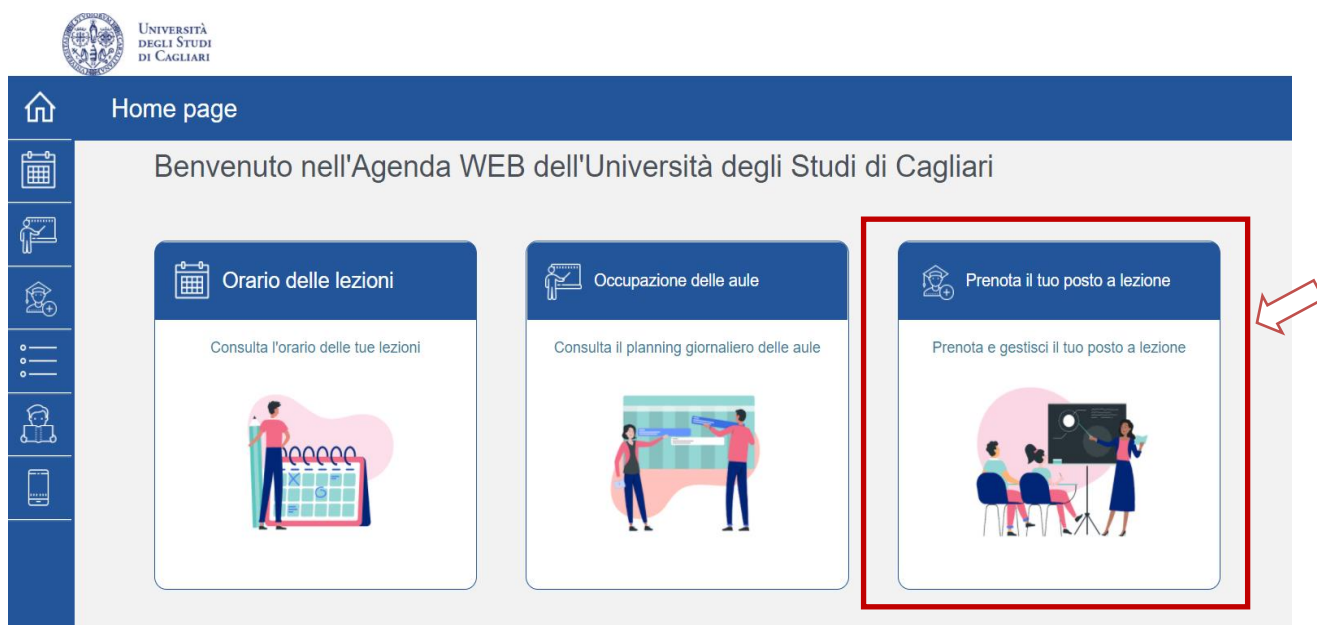 UNIVERSITÀ
DEGLI STUDI
DI CAGLIARI
Home page
Benvenuto nell'Agenda WEB dell'Università degli Studi di Cagliari
Orario delle lezioni
Consulta l'orario delle tue lezioni
Occupazione delle aule
Consulta il planning giornaliero delle aule
Prenota il tuo posto a lezione
Prenota e gestisci il tuo posto a lezione